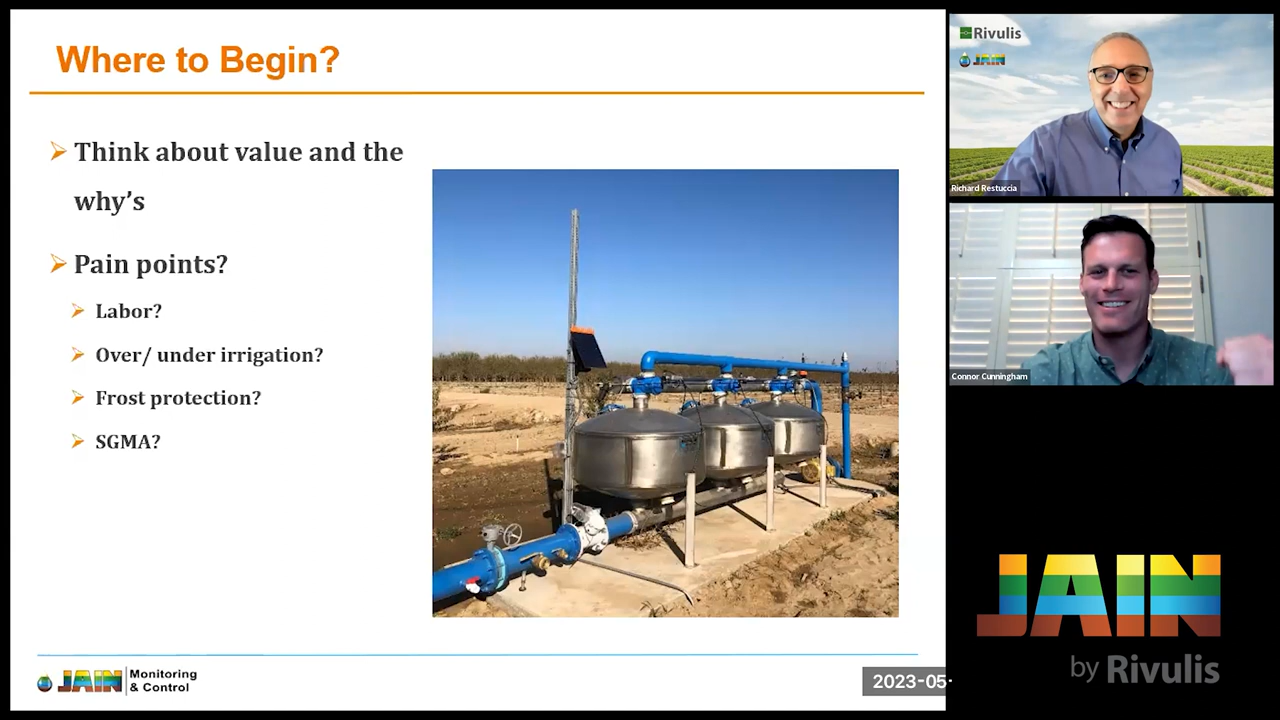 Where to Begin?
Think about value and the
why's
Pain points?
Labor?
Over/ under irrigation?
Frost protection?
SGMA?
JAIN
Monitoring
& Control
2023-05-
Rivulis
JAIN
Richard Restuccia
Connor Cunningham
JAIN
by Rivulis